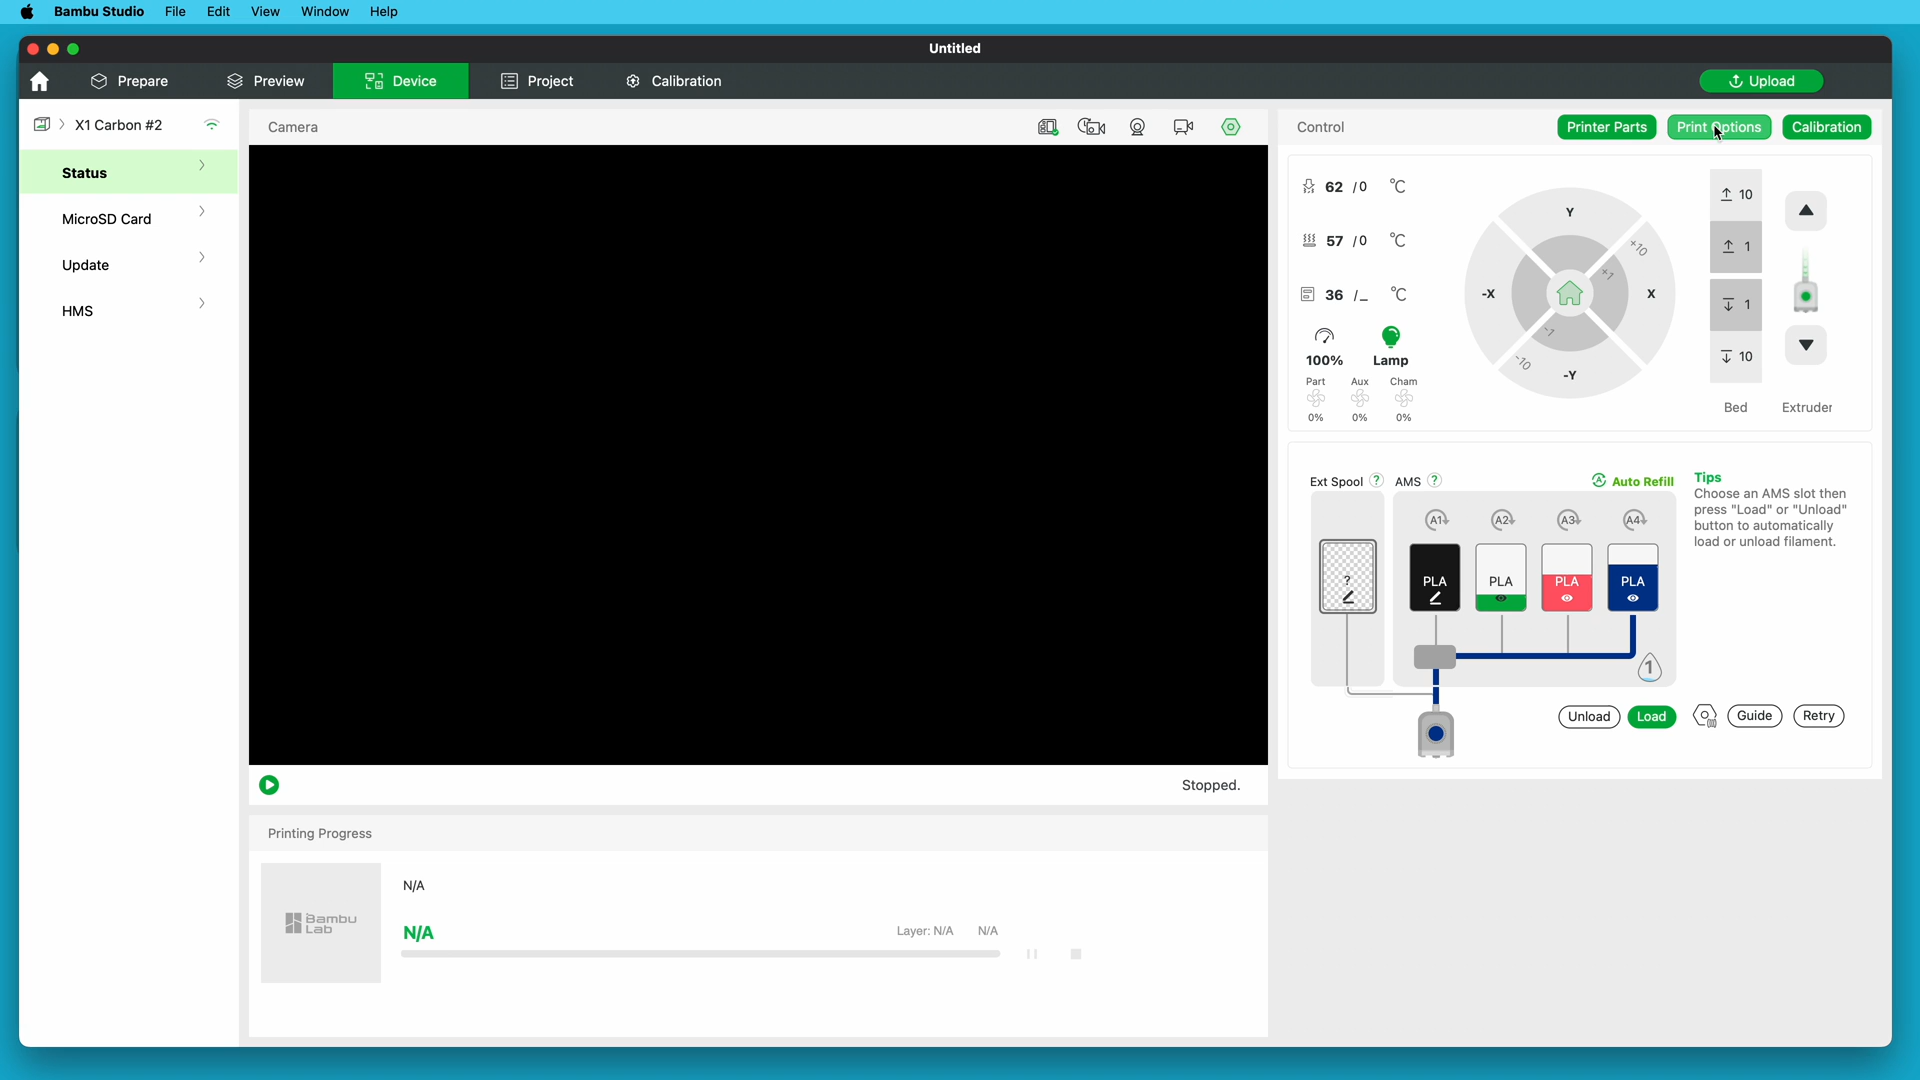 Bambu Studio File Edit View Window Help
Untitled
Prepare Preview Device Project Calibration Upload
X1 Carbon #2
Status
MicroSD Card
Update
HMS
Camera
Stopped.
Printing Progress
Bambu
Lab
N/A
N/A Layer: N/A N/A
Control Printer Parts Print Options Calibration
62 /0 °C
57 /0 °C
36 /_ °C
100% Lamp
Part Aux Cham
0% 0% 0%
Y
+10
+1
-X X
-1
-10
-Y
10
1
1
10
Bed Extruder
Ext Spool ? AMS ? Auto Refill
A1 A2 A3 A4
? PLA PLA PLA PLA
1
Tips
Choose an AMS slot then
press "Load" or "Unload"
button to automatically
load or unload filament.
Unload Load Guide Retry